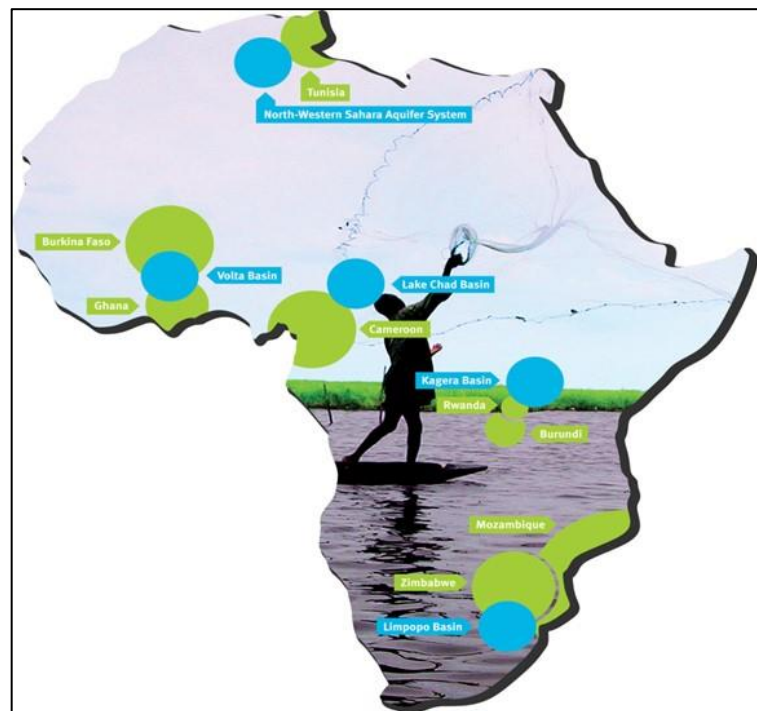 Tunisia
North-Western Sahara Aquifer System
Burkina Faso
Volta Basin
Ghana
Lake Chad Basin
Cameroon
Kagera Basin
Rwanda
Burundi
Mozambique
Zimbabwe
Limpopo Basin